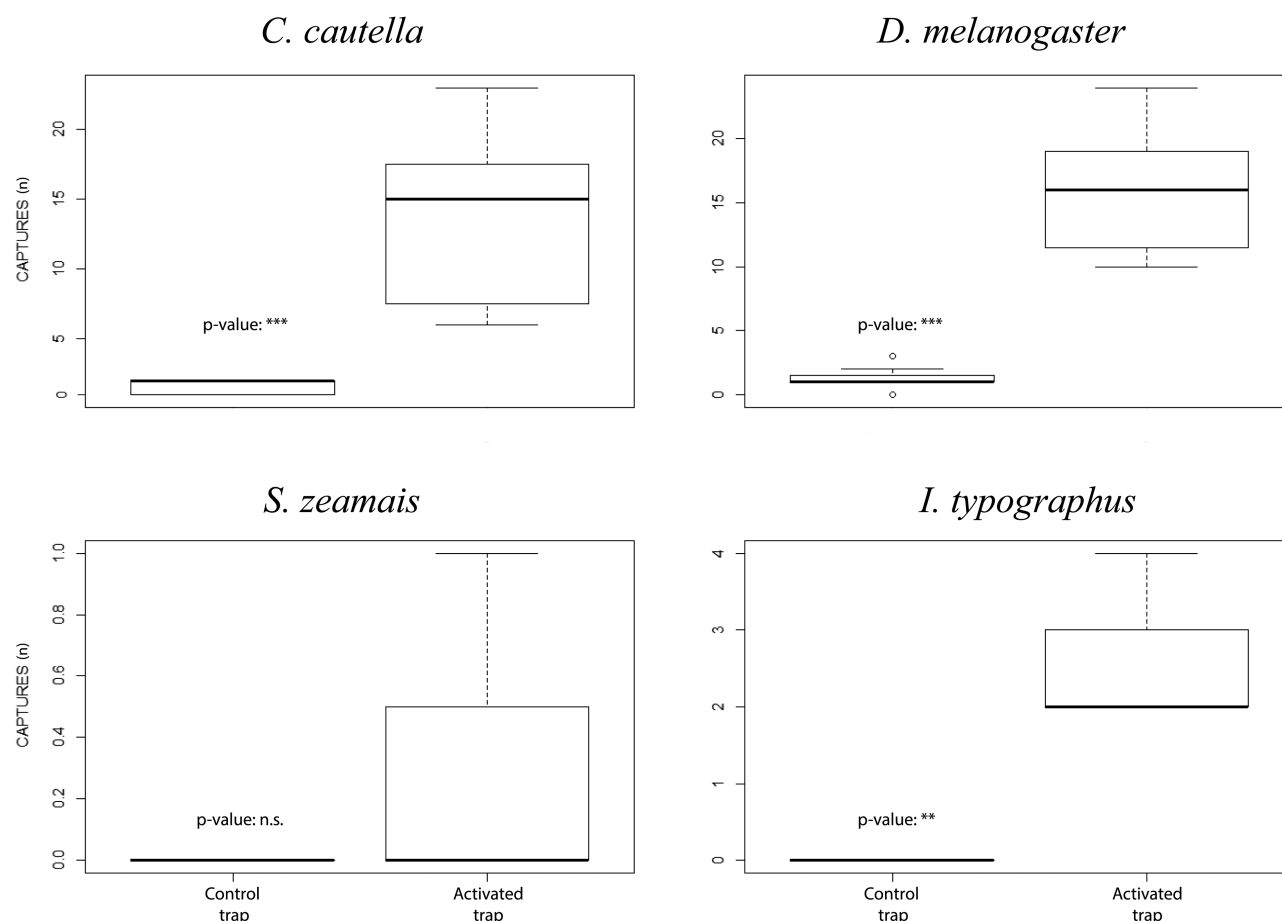 C. cautella
D. melanogaster
CAPTURES (n)
20
15
10
5
0
p-value: ***
20
15
10
5
0
p-value: ***
S. zeamais
I. typographus
CAPTURES (n)
1.0
0.8
0.6
0.4
0.2
0.0
p-value: n.s.
Control
trap
Activated
trap
4
3
2
1
0
p-value: **
Control
trap
Activated
trap